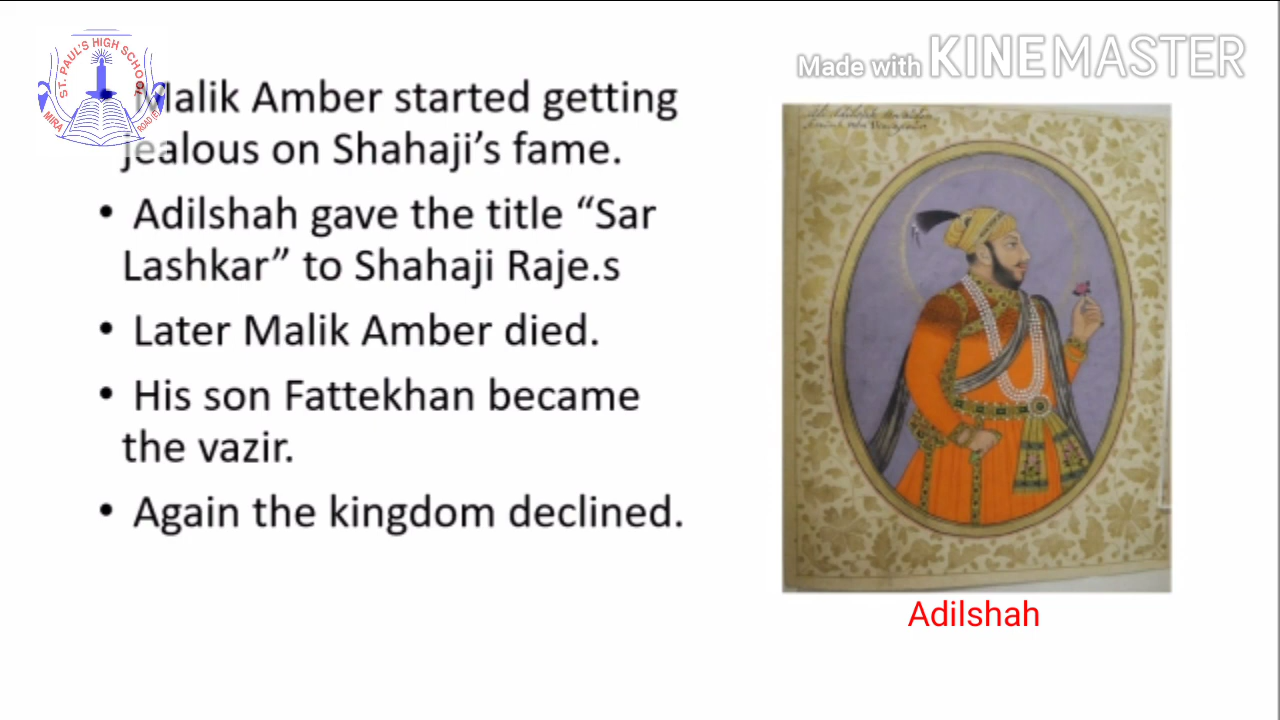 ST. PAUL'S HIGH SCHOOL
MIRA
Made with KINEMASTER
• Malik Amber started getting
jealous on Shahaji’s fame.
• Adilshah gave the title “Sar
Lashkar” to Shahaji Raje.s
• Later Malik Amber died.
• His son Fattekhan became
the vazir.
• Again the kingdom declined.
Adilshah